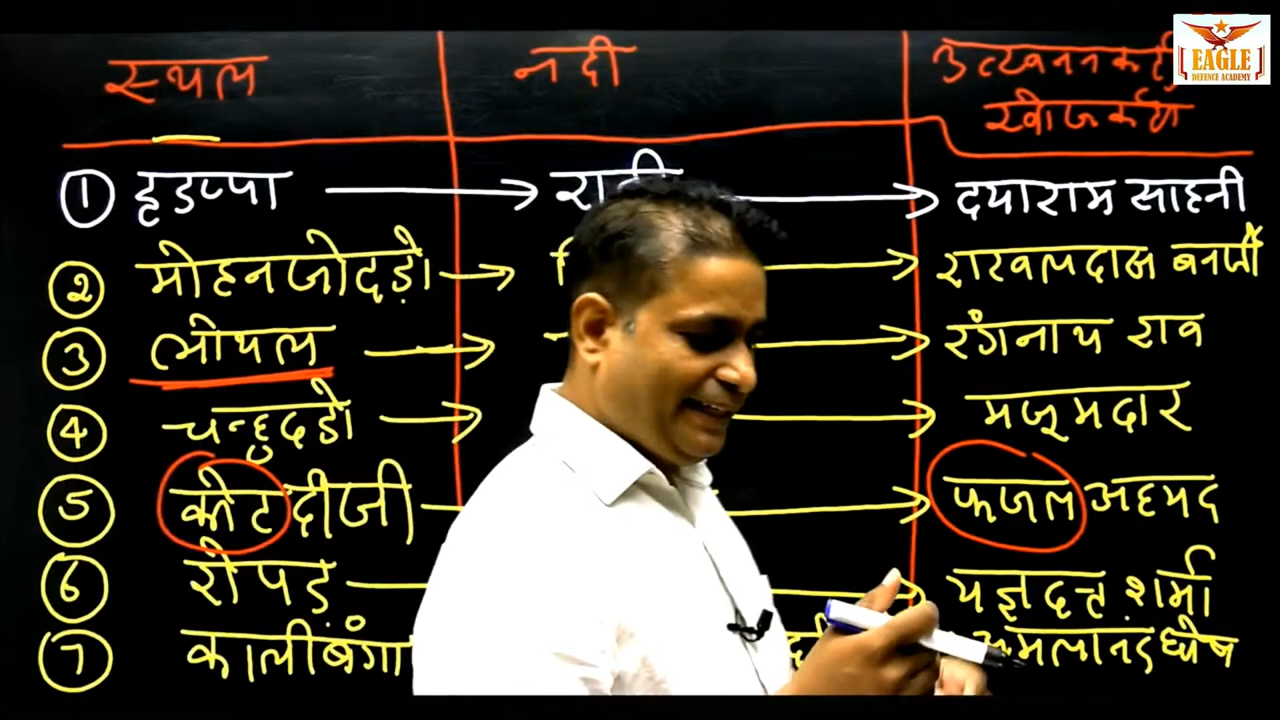 EAGLE
DEFENCE ACADEMY
स्थल नदी उत्खननकर्ता
खोजकर्ता
① हड़प्पा → → दयाराम साहनी
② मोहनजोदड़ो → → राखलदास बनर्जी
③ लोथल → → रंगनाथ राव
④ चन्हुदडो → → मजूमदार
⑤ कोटदीजी → फजल अहमद
⑥ रोपड़ यज्ञदत्त शर्मा
⑦ कालीबंगा